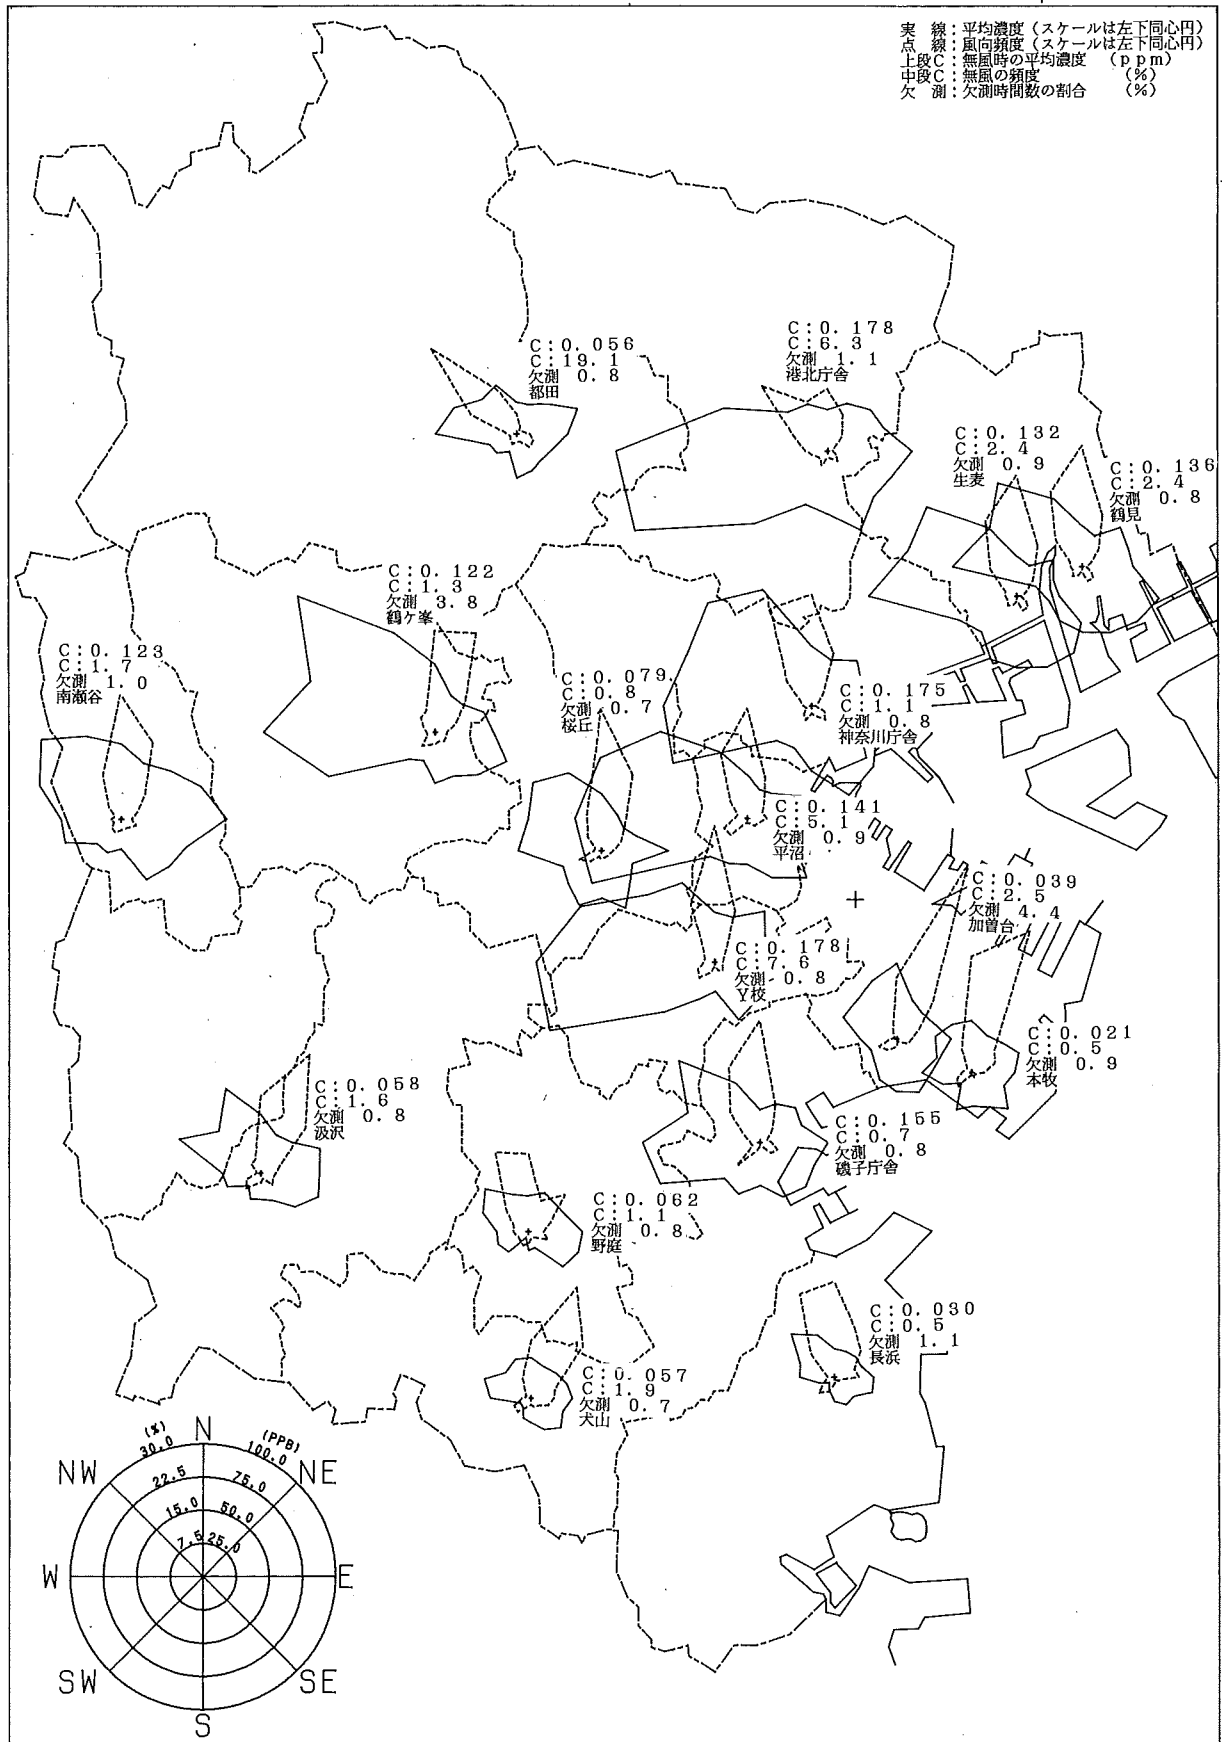 実　線：平均濃度（スケールは左下同心円）
点　線：風向頻度（スケールは左下同心円）
上段C：無風時の平均濃度　（ｐｐｍ）
中段C：無風の頻度　（％）
欠　測：欠測時間数の割合　（％）
C:0.178
C:6.3
欠測 1.1
港北庁舎
C:0.056
C:19.1
欠測 0.8
都田
C:0.132
C:2.4
欠測 0.9
生麦
C:0.136
C:2.4
欠測 0.8
鶴見
C:0.122
C:1.3
欠測 3.8
鶴ケ峯
C:0.123
C:1.7
欠測 1.0
南瀬谷
C:0.079
C:0.8
欠測 0.7
桜丘
C:0.175
C:1.1
欠測 0.8
神奈川庁舎
C:0.141
C:5.1
欠測 0.9
平沼
C:0.039
C:2.5
欠測 4.4
加曽台
C:0.178
C:7.6
欠測 0.8
Y校
C:0.021
C:0.5
欠測 0.9
本牧
C:0.058
C:1.6
欠測 0.8
汲沢
C:0.155
C:0.7
欠測 0.8
磯子庁舎
C:0.062
C:1.1
欠測 0.8
野庭
C:0.030
C:0.5
欠測 1.1
長浜
C:0.057
C:1.9
欠測 0.7
犬山
N
(%)
30.0
(PPB)
100.0
NW
NE
22.5
75.0
15.0
50.0
7.5
25.0
W
E
SW
SE
S